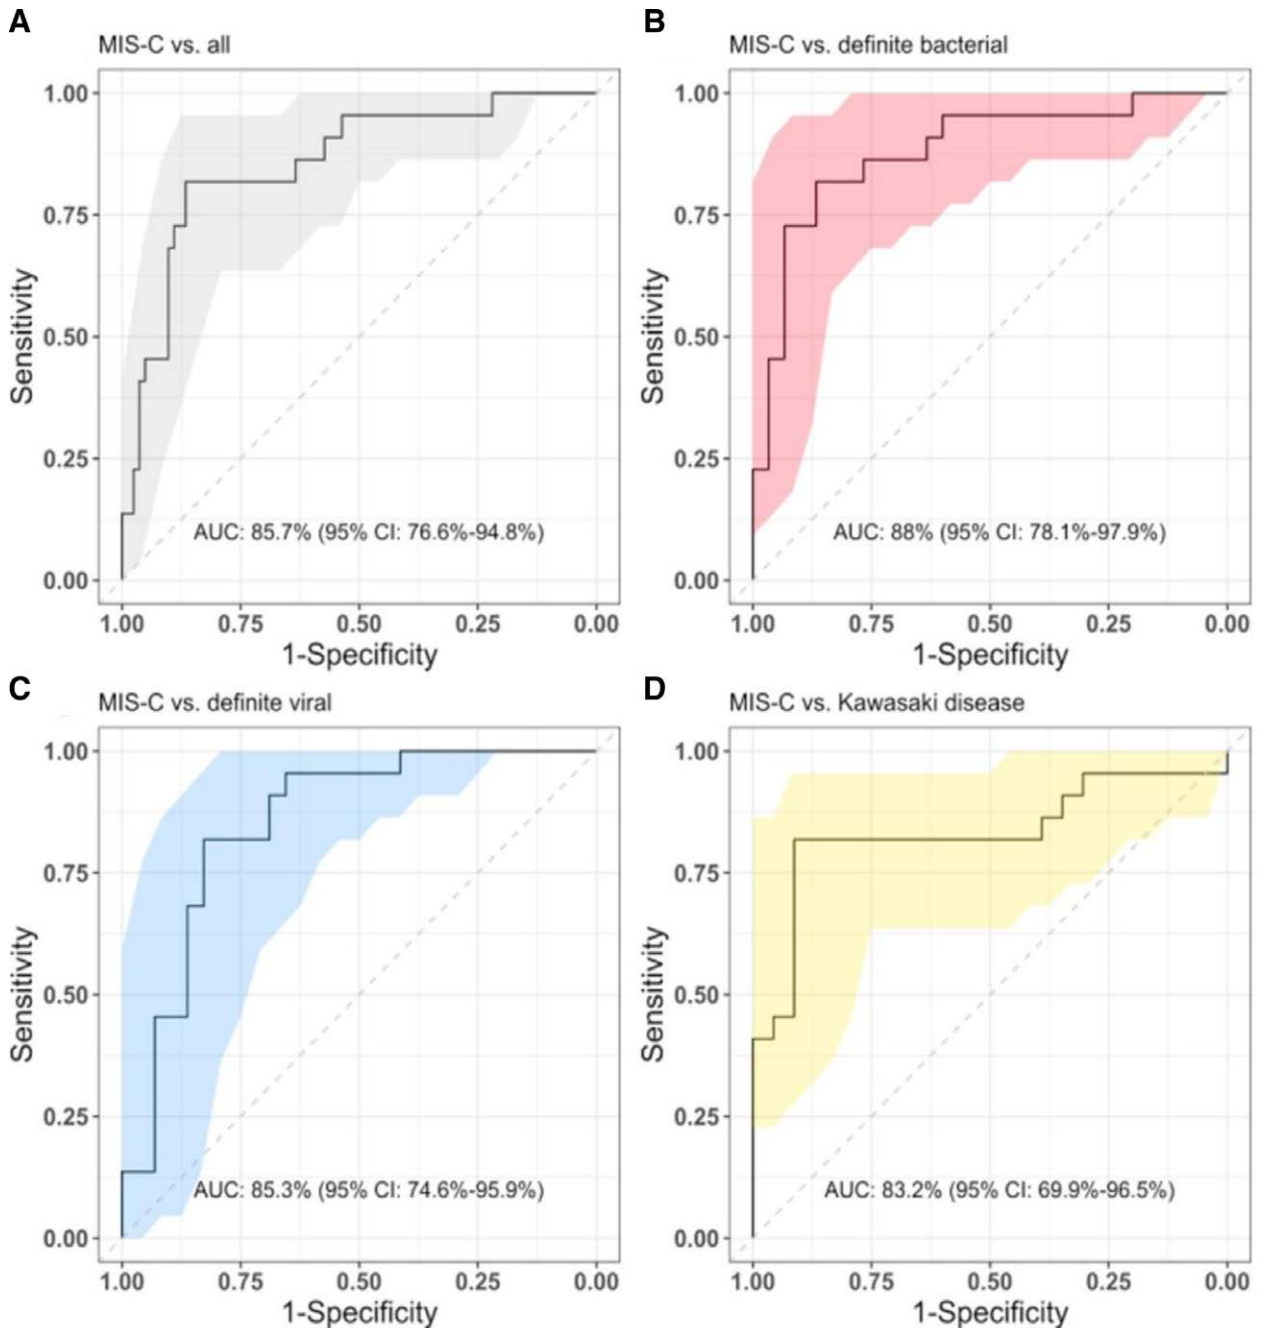 A
MIS-C vs. all
Sensitivity
1.00
0.75
0.50
0.25
0.00
AUC: 85.7% (95% CI: 76.6%-94.8%)
1.00 0.75 0.50 0.25 0.00
1-Specificity
B
MIS-C vs. definite bacterial
Sensitivity
1.00
0.75
0.50
0.25
0.00
AUC: 88% (95% CI: 78.1%-97.9%)
1.00 0.75 0.50 0.25 0.00
1-Specificity
C
MIS-C vs. definite viral
Sensitivity
1.00
0.75
0.50
0.25
0.00
AUC: 85.3% (95% CI: 74.6%-95.9%)
1.00 0.75 0.50 0.25 0.00
1-Specificity
D
MIS-C vs. Kawasaki disease
Sensitivity
1.00
0.75
0.50
0.25
0.00
AUC: 83.2% (95% CI: 69.9%-96.5%)
1.00 0.75 0.50 0.25 0.00
1-Specificity